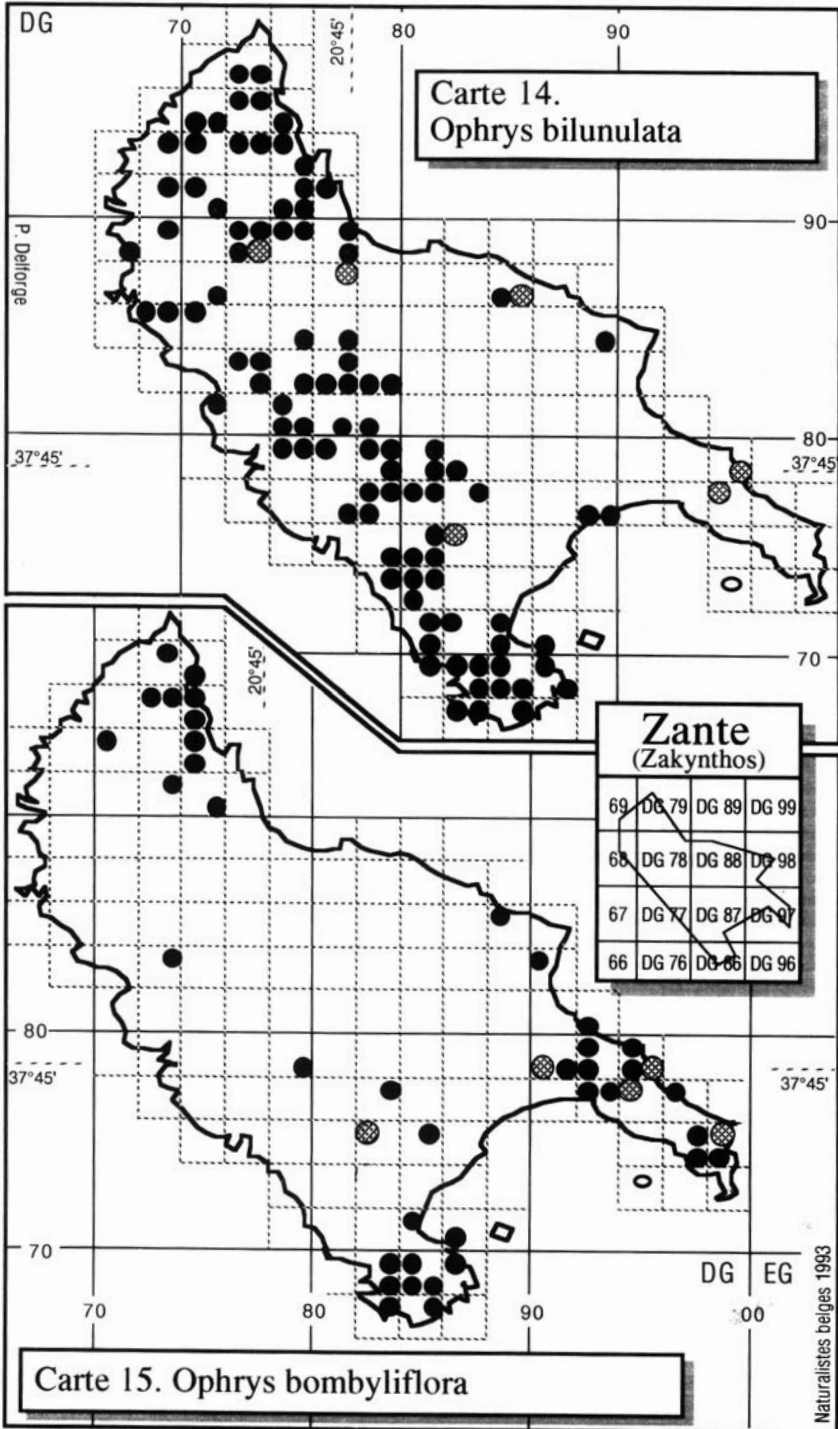 DG
70
80
90
20°45'
Carte 14.
Ophrys bilunulata
90
P. Delforge
80
37°45'
37°45'
70
20°45'
Zante
(Zakynthos)
69 DG 79 DG 89 DG 99
68 DG 78 DG 88 DG 98
67 DG 77 DG 87 DG 97
66 DG 76 DG 86 DG 96
80
37°45'
37°45'
70
DG EG
70
80
90
00
Carte 15. Ophrys bombyliflora
Naturalistes belges 1993